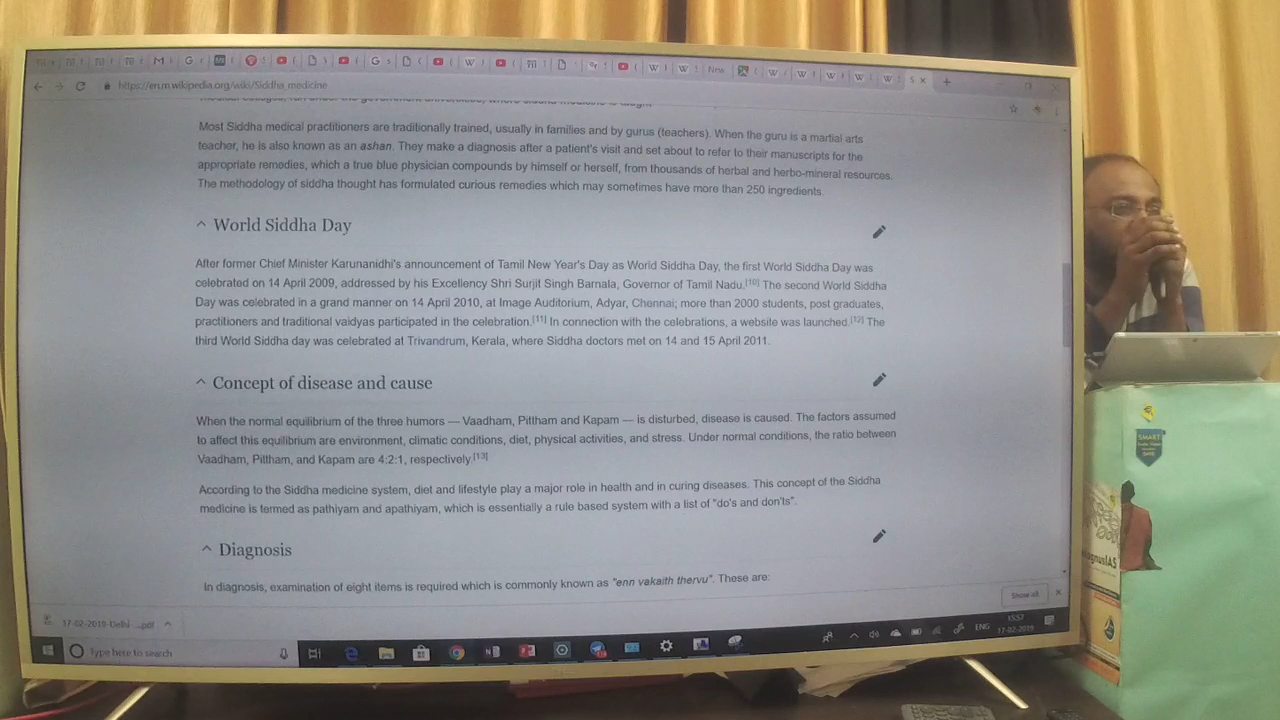 https://en.m.wikipedia.org/wiki/Siddha_medicine
Most Siddha medical practitioners are traditionally trained, usually in families and by gurus (teachers). When the guru is a martial arts
teacher, he is also known as an ashan. They make a diagnosis after a patient's visit and set about to refer to their manuscripts for the
appropriate remedies, which a true blue physician compounds by himself or herself, from thousands of herbal and herbo-mineral resources.
The methodology of siddha thought has formulated curious remedies which may sometimes have more than 250 ingredients.
World Siddha Day
After former Chief Minister Karunanidhi's announcement of Tamil New Year's Day as World Siddha Day, the first World Siddha Day was
celebrated on 14 April 2009, addressed by his Excellency Shri Surjit Singh Barnala, Governor of Tamil Nadu.[10] The second World Siddha
Day was celebrated in a grand manner on 14 April 2010, at Image Auditorium, Adyar, Chennai; more than 2000 students, post graduates,
practitioners and traditional vaidyas participated in the celebration.[11] In connection with the celebrations, a website was launched.[12] The
third World Siddha day was celebrated at Trivandrum, Kerala, where Siddha doctors met on 14 and 15 April 2011.
Concept of disease and cause
When the normal equilibrium of the three humors — Vaadham, Pittham and Kapam — is disturbed, disease is caused. The factors assumed
to affect this equilibrium are environment, climatic conditions, diet, physical activities, and stress. Under normal conditions, the ratio between
Vaadham, Pittham, and Kapam are 4:2:1, respectively.[13]
According to the Siddha medicine system, diet and lifestyle play a major role in health and in curing diseases. This concept of the Siddha
medicine is termed as pathiyam and apathiyam, which is essentially a rule based system with a list of "do's and don'ts".
Diagnosis
In diagnosis, examination of eight items is required which is commonly known as "enn vakaith thervu". These are:
Show all
17-02-2019-Delhi-...pdf
Type here to search
ENG
15:57
17-02-2019
SMART